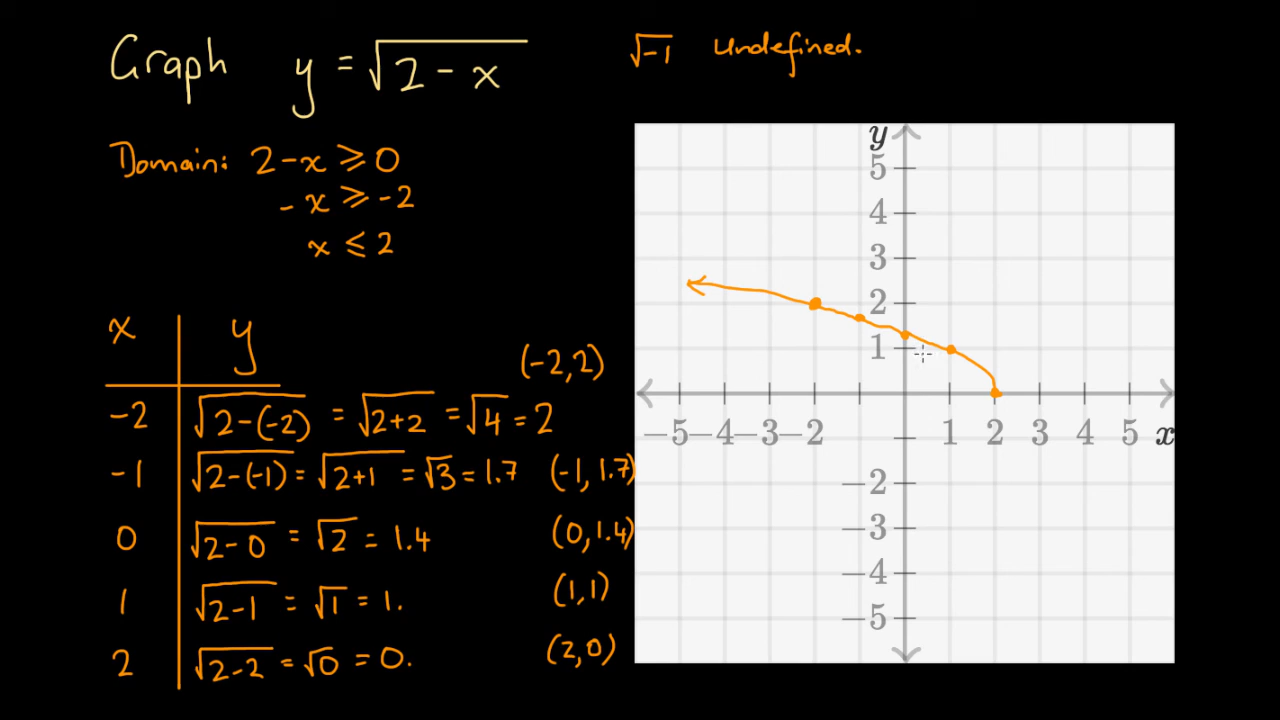 Graph y = √2 - x
√-1 undefined.
Domain: 2-x ≥ 0
-x ≥ -2
x ≤ 2
x y
(-2,2)
-2 √2-(-2) = √2+2 = √4 = 2
-1 √2-(-1) = √2+1 = √3 = 1.7 (-1, 1.7)
0 √2-0 = √2 = 1.4 (0, 1.4)
1 √2-1 = √1 = 1. (1,1)
2 √2-2 = √0 = 0. (2,0)
y
5
4
3
2
1
-5 -4 -3 -2 1 2 3 4 5 x
-2
-3
-4
-5